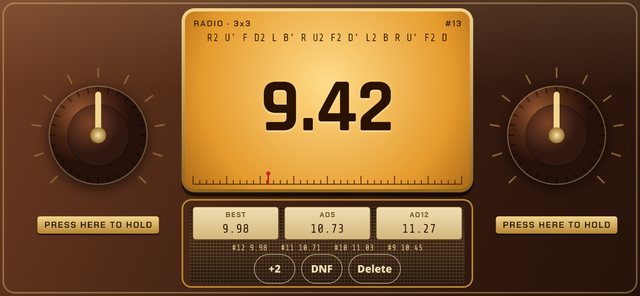 RADIO - 3x3
#13
R2 U' F D2 L B' R U2 F2 D' L2 B R U' F2 D
9.42
PRESS HERE TO HOLD
PRESS HERE TO HOLD
BEST
AO5
AO12
9.98
10.73
11.27
#12 9.98 #11 10.71 #10 11.03 #9 10.45
+2
DNF
Delete